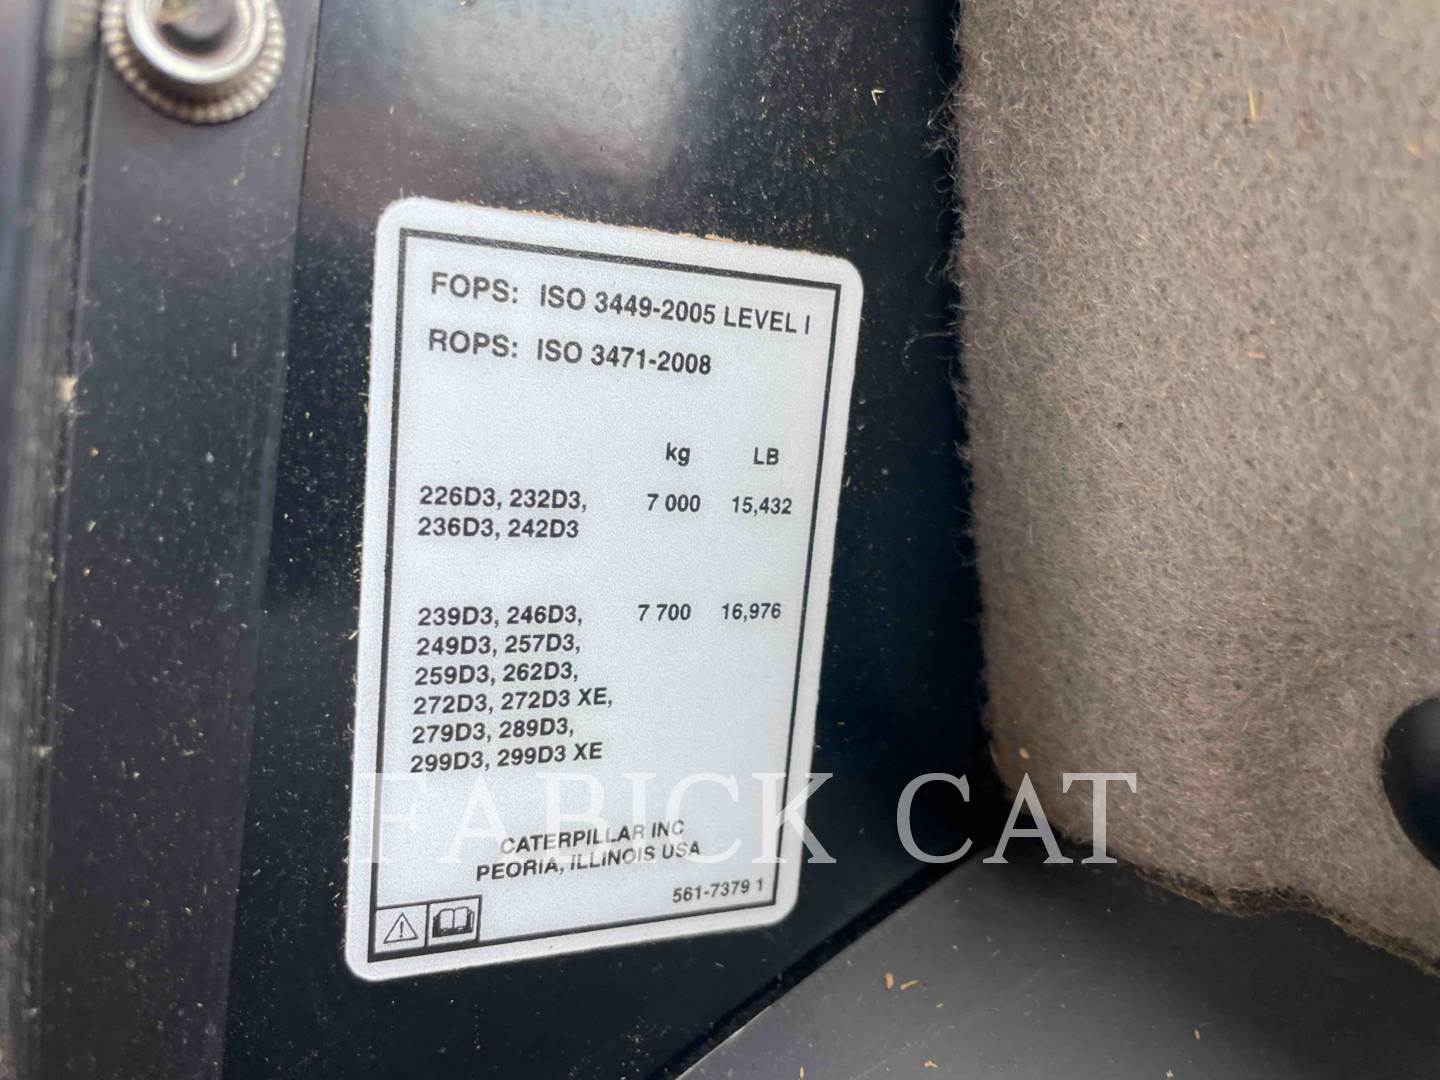 FOPS: ISO 3449-2005 LEVEL I
ROPS: ISO 3471-2008
kg LB
226D3, 232D3, 7 000 15,432
236D3, 242D3
239D3, 246D3, 7 700 16,976
249D3, 257D3,
259D3, 262D3,
272D3, 272D3 XE,
279D3, 289D3,
299D3, 299D3 XE
FABICK CAT
CATERPILLAR INC
PEORIA, ILLINOIS USA
561-7379 1